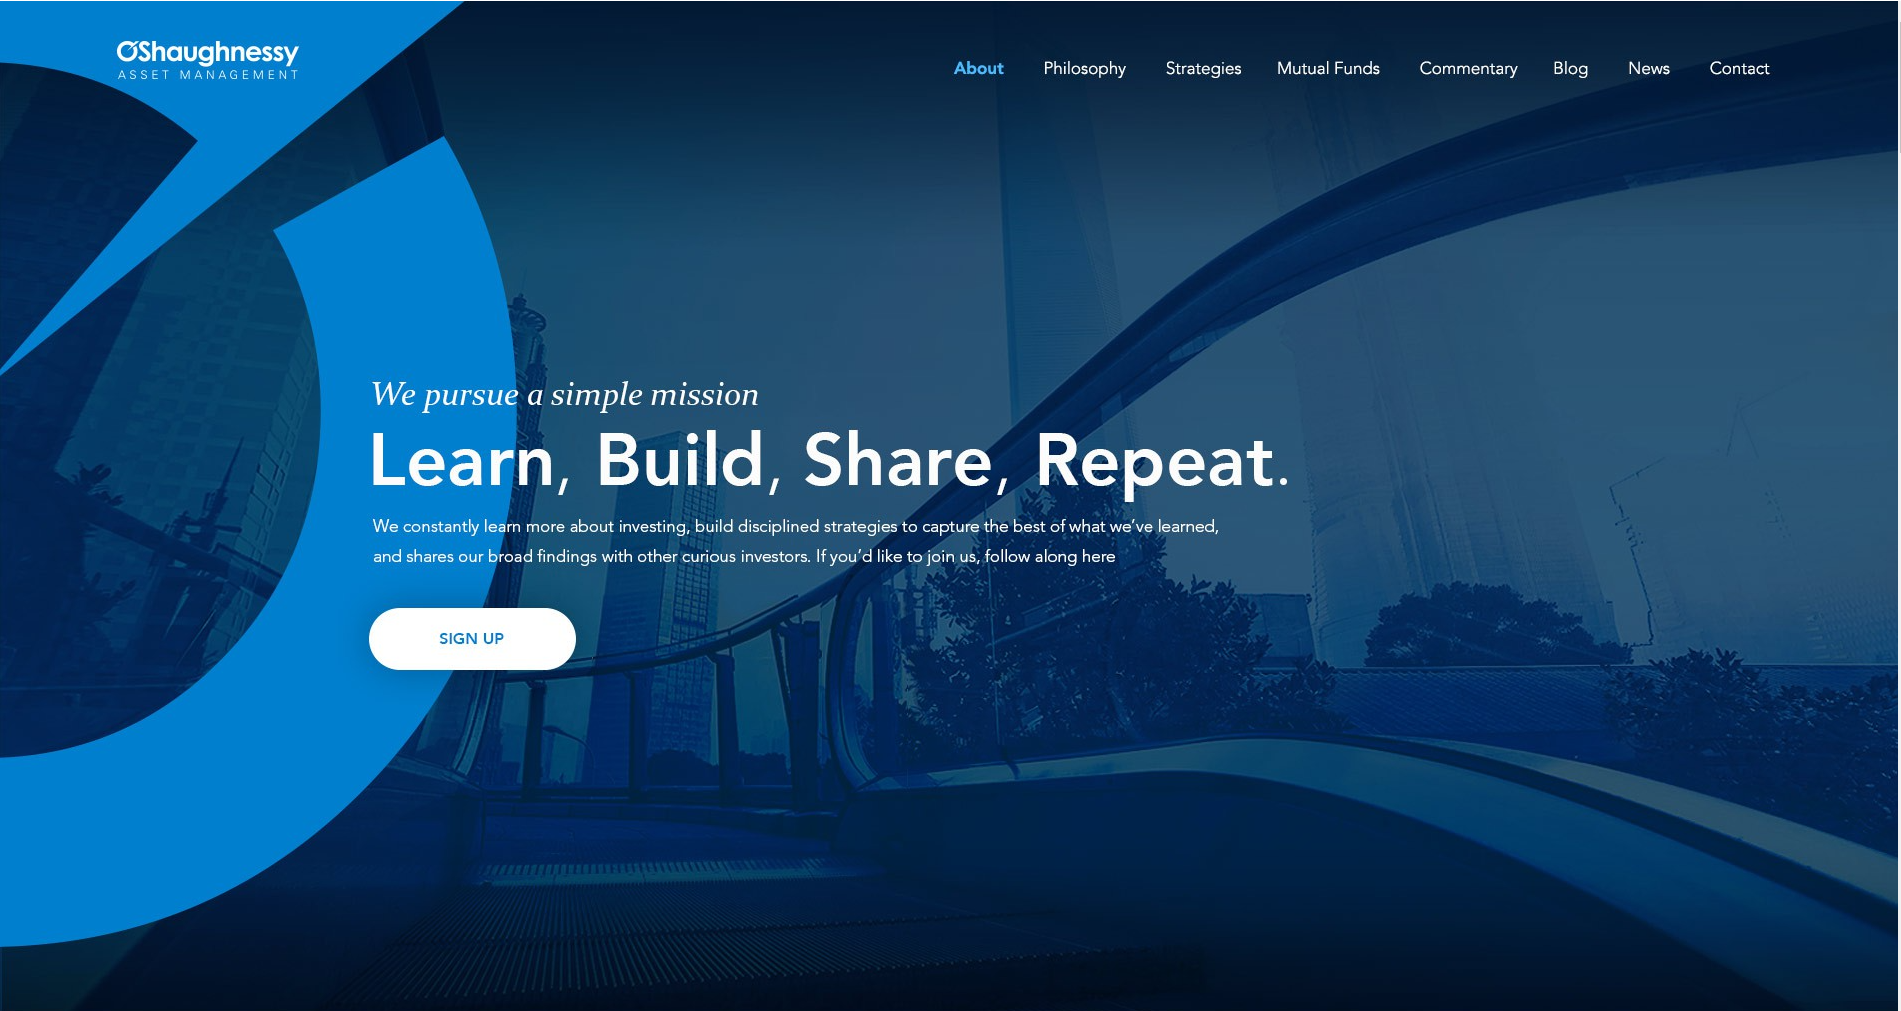 O'Shaughnessy
ASSET MANAGEMENT
About Philosophy Strategies Mutual Funds Commentary Blog News Contact
We pursue a simple mission
Learn, Build, Share, Repeat.
We constantly learn more about investing, build disciplined strategies to capture the best of what we’ve learned,
and shares our broad findings with other curious investors. If you’d like to join us, follow along here
SIGN UP